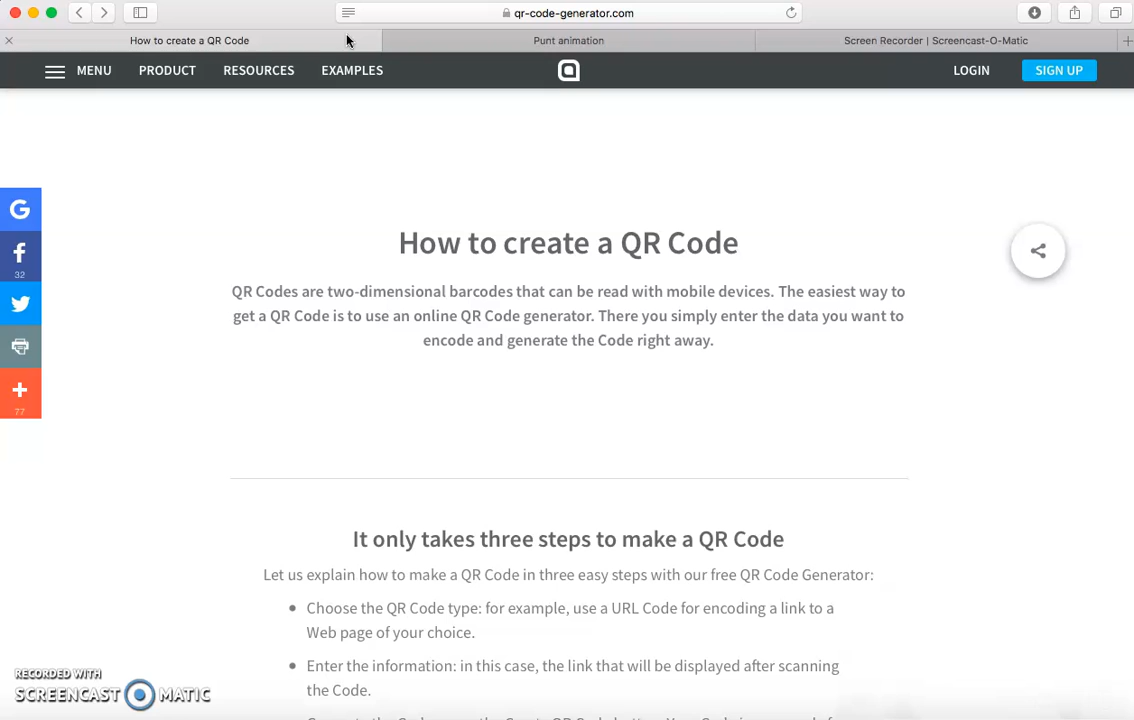 qr-code-generator.com
How to create a QR Code
Punt animation
Screen Recorder | Screencast-O-Matic
MENU PRODUCT RESOURCES EXAMPLES
LOGIN SIGN UP
32
77
How to create a QR Code
QR Codes are two-dimensional barcodes that can be read with mobile devices. The easiest way to
get a QR Code is to use an online QR Code generator. There you simply enter the data you want to
encode and generate the Code right away.
It only takes three steps to make a QR Code
Let us explain how to make a QR Code in three easy steps with our free QR Code Generator:
Choose the QR Code type: for example, use a URL Code for encoding a link to a
Web page of your choice.
Enter the information: in this case, the link that will be displayed after scanning
the Code.
RECORDED WITH
SCREENCAST MATIC